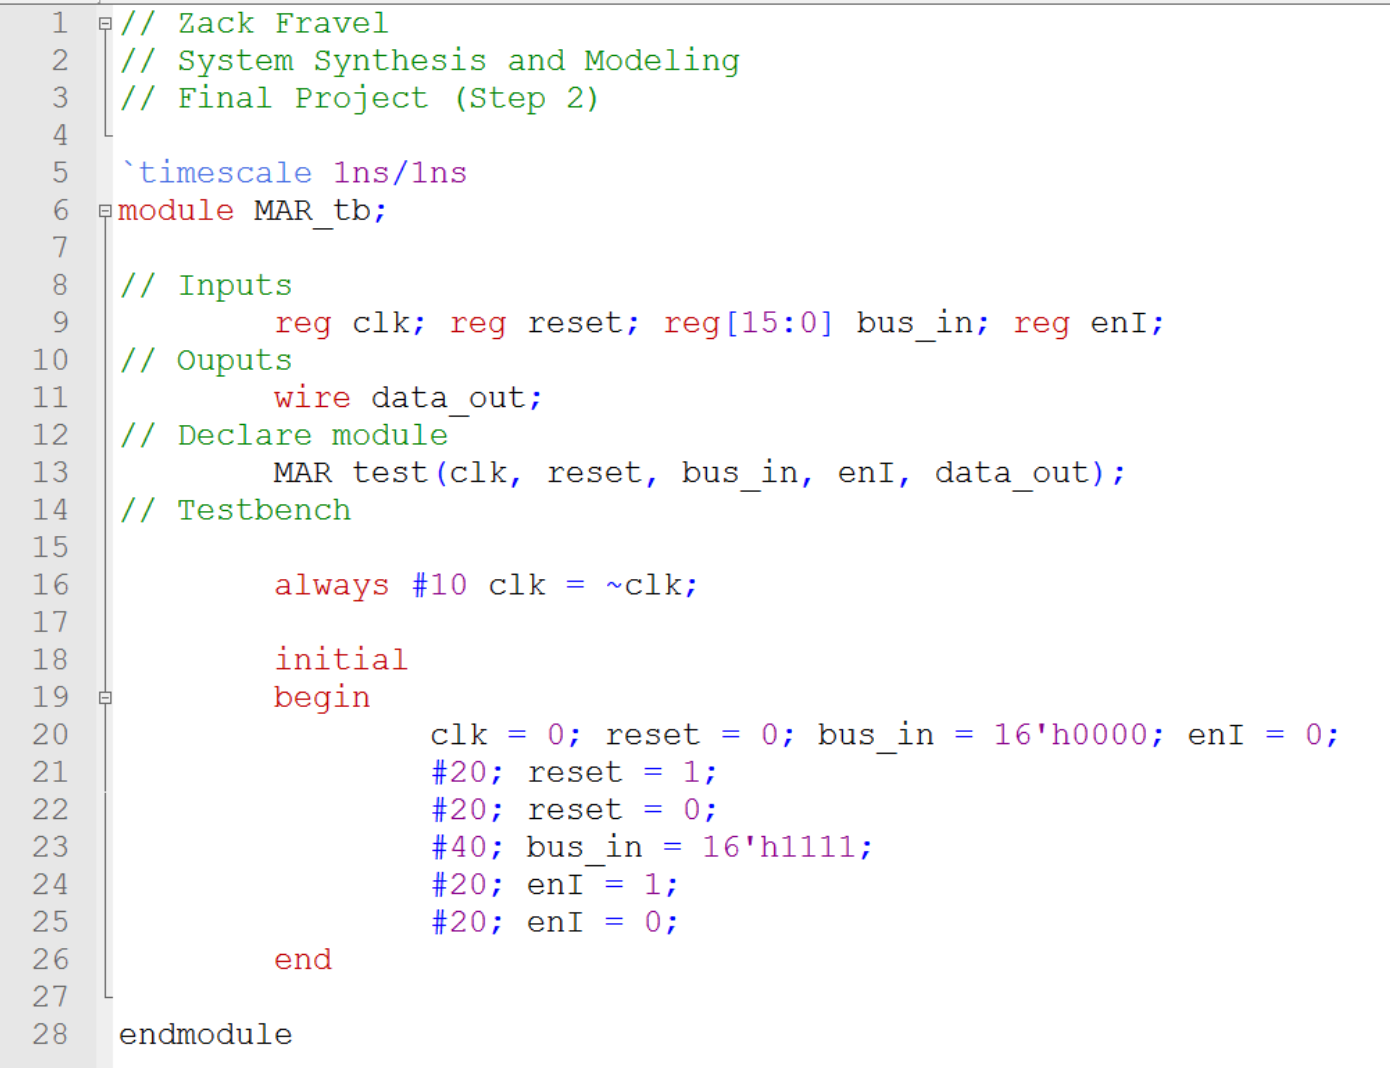 1 // Zack Fravel
2 // System Synthesis and Modeling
3 // Final Project (Step 2)
4
5 `timescale 1ns/1ns
6 module MAR_tb;
7
8 // Inputs
9 reg clk; reg reset; reg[15:0] bus_in; reg enI;
10 // Ouputs
11 wire data_out;
12 // Declare module
13 MAR test(clk, reset, bus_in, enI, data_out);
14 // Testbench
15
16 always #10 clk = ~clk;
17
18 initial
19 begin
20 clk = 0; reset = 0; bus_in = 16'h0000; enI = 0;
21 #20; reset = 1;
22 #20; reset = 0;
23 #40; bus_in = 16'h1111;
24 #20; enI = 1;
25 #20; enI = 0;
26 end
27
28 endmodule